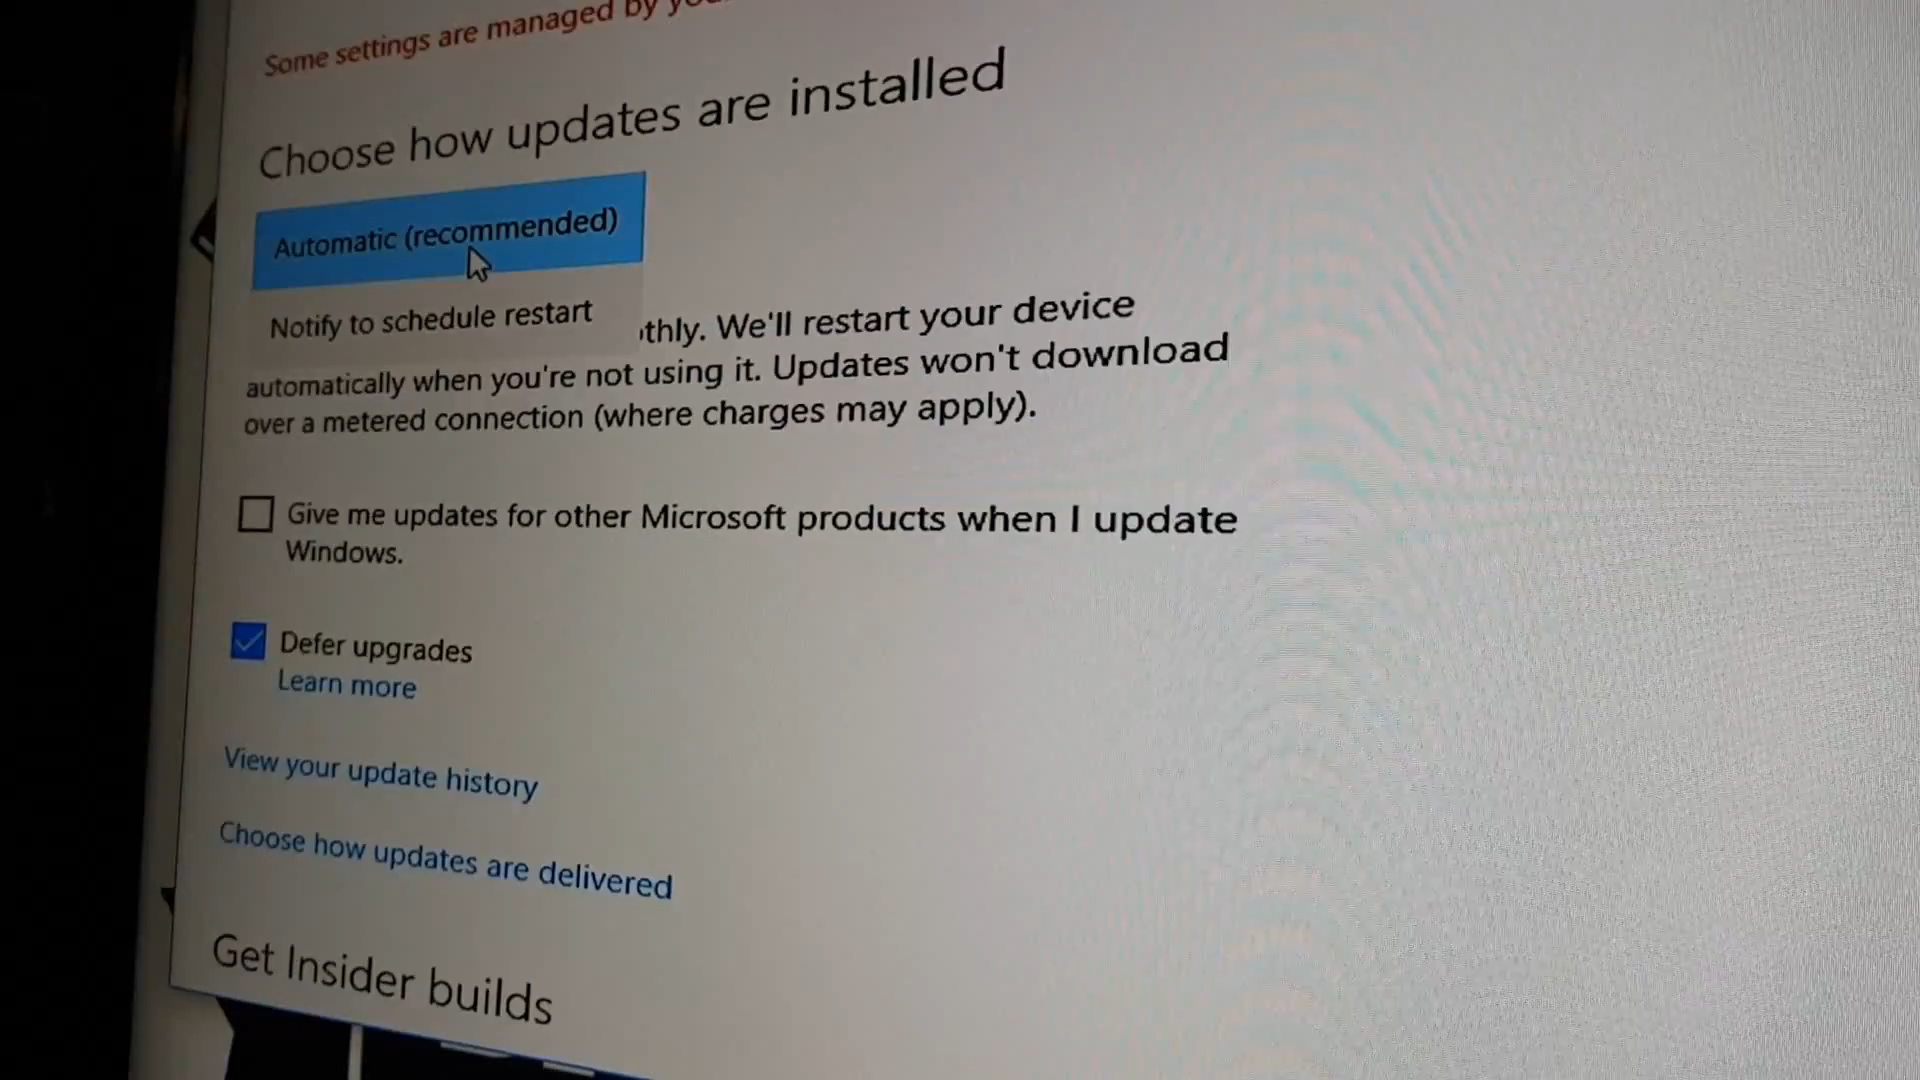 Some settings are managed by
Choose how updates are installed
Automatic (recommended)
Notify to schedule restart
thly. We'll restart your device
automatically when you're not using it. Updates won't download
over a metered connection (where charges may apply).
Give me updates for other Microsoft products when I update
Windows.
Defer upgrades
Learn more
View your update history
Choose how updates are delivered
Get Insider builds